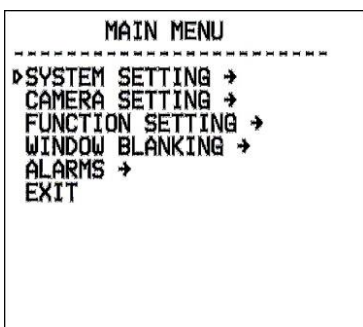 MAIN MENU
▷SYSTEM SETTING →
CAMERA SETTING →
FUNCTION SETTING →
WINDOW BLANKING →
ALARMS →
EXIT